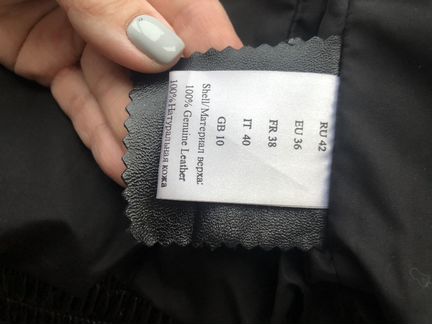 RU 42
EU 36
FR 38
IT 40
GB 10
Shell/Материал верха:
100% Genuine Leather
100% Натуральная кожа